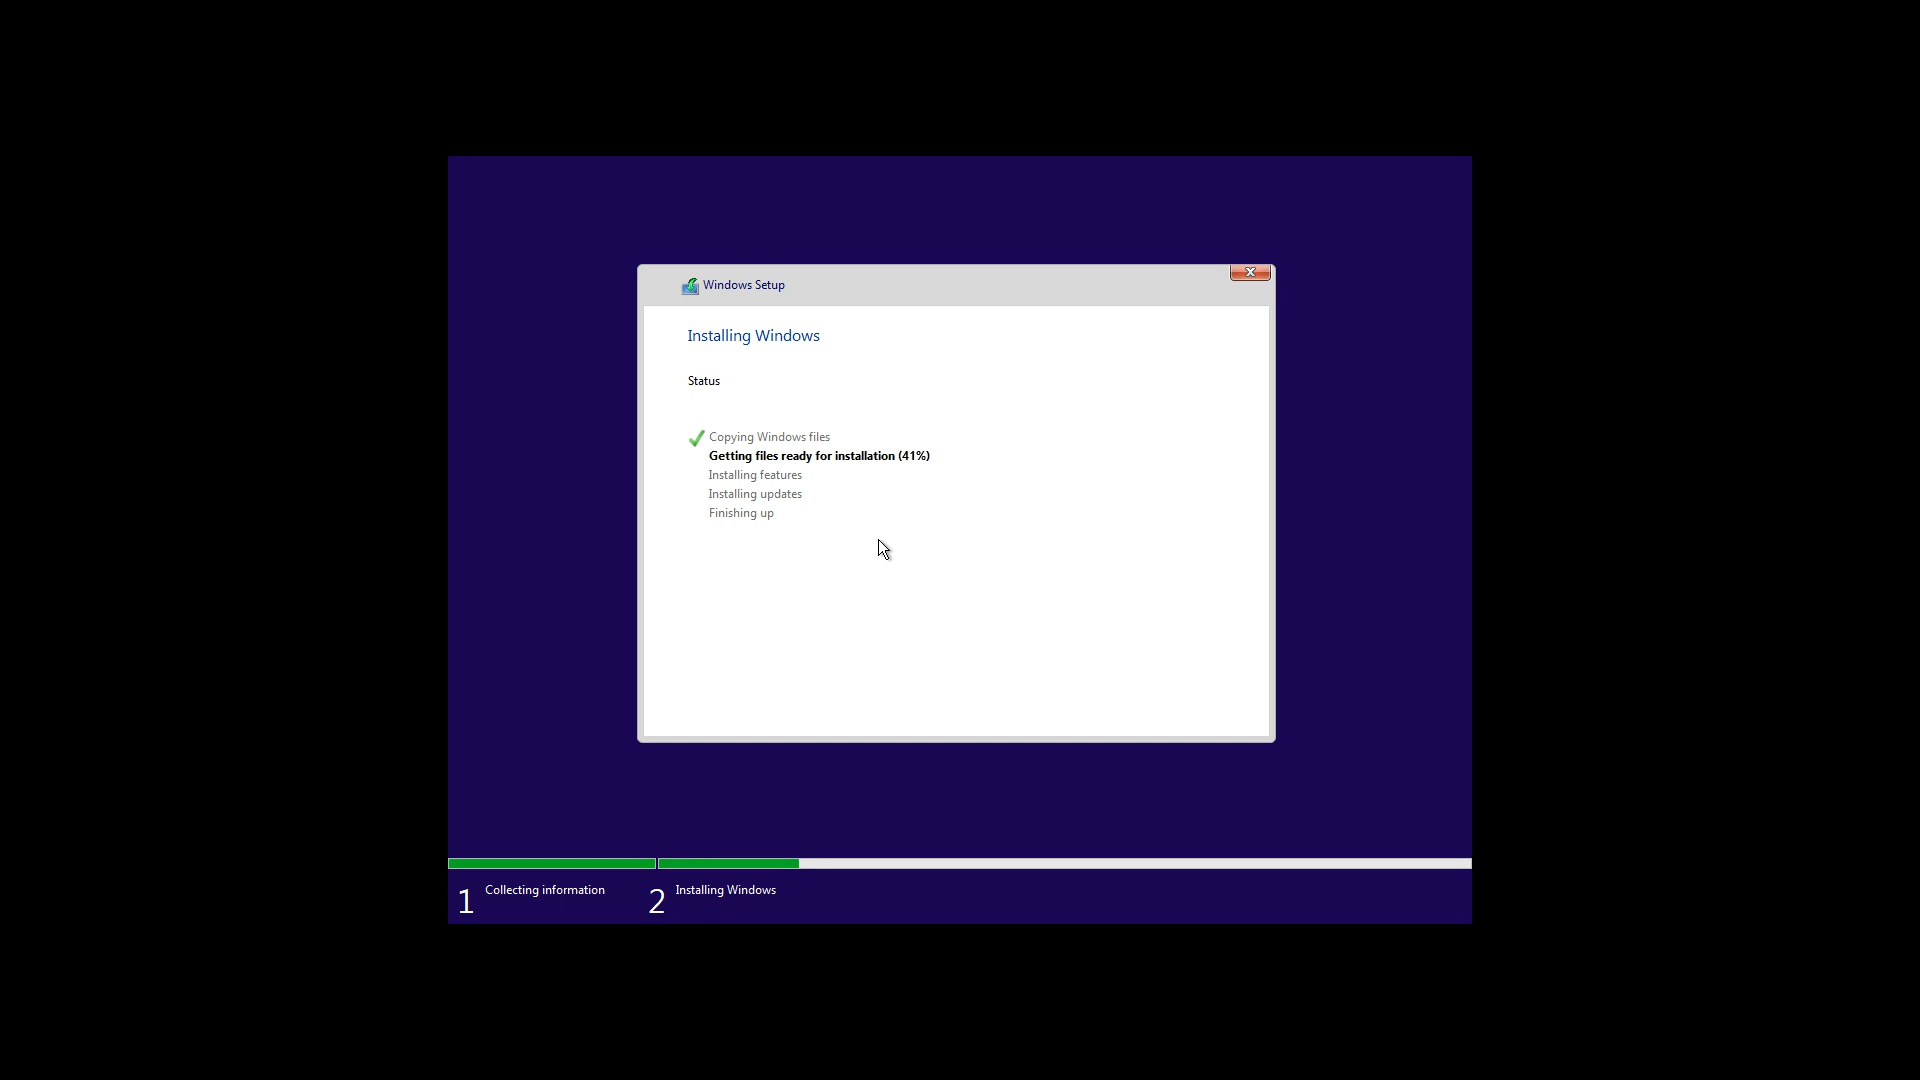 Windows Setup
Installing Windows
Status
Copying Windows files
Getting files ready for installation (41%)
Installing features
Installing updates
Finishing up
1 Collecting information
2 Installing Windows